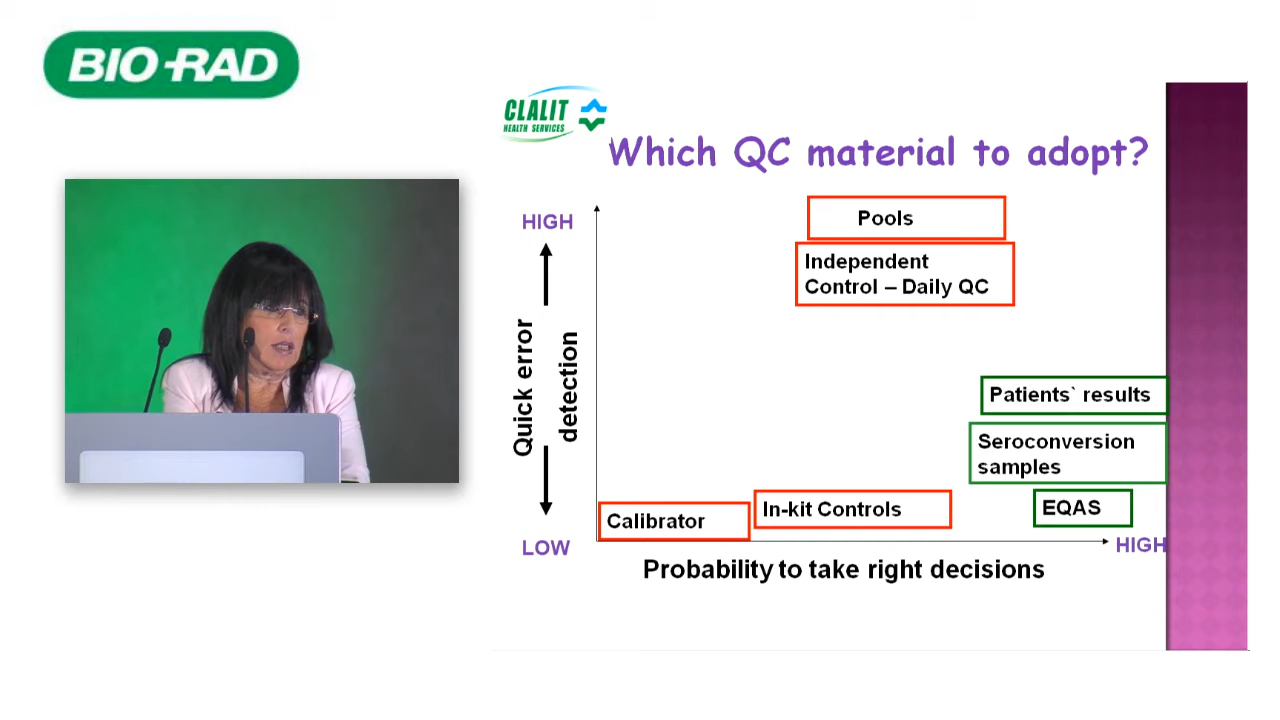 BIO-RAD
CLALIT
HEALTH SERVICES
Which QC material to adopt?
HIGH
Quick error
detection
LOW
Pools
Independent
Control – Daily QC
Patients` results
Seroconversion
samples
EQAS
In-kit Controls
Calibrator
HIGH
Probability to take right decisions